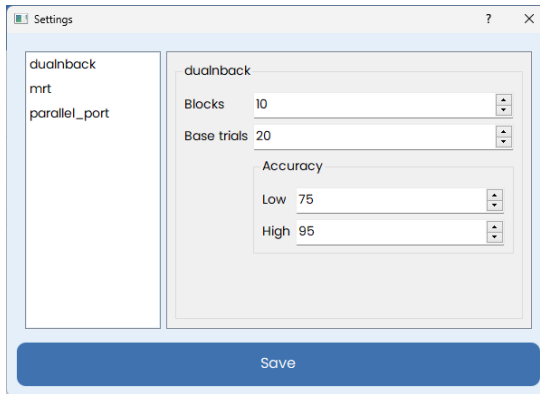 Settings
dualnback
mrt
parallel_port
dualnback
Blocks 10
Base trials 20
Accuracy
Low 75
High 95
Save